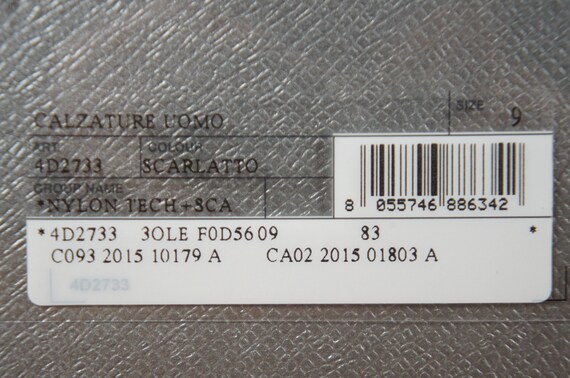 CALZATURE UOMO
SIZE 9
ART. COLOUR
4D2733 SCARLATTO
GROUP NAME
*NYLON TECH+SCA
8 055746 886342
*4D2733 3OLE F0D5609 83 *
C093 2015 10179 A CA02 2015 01803 A
4D2733